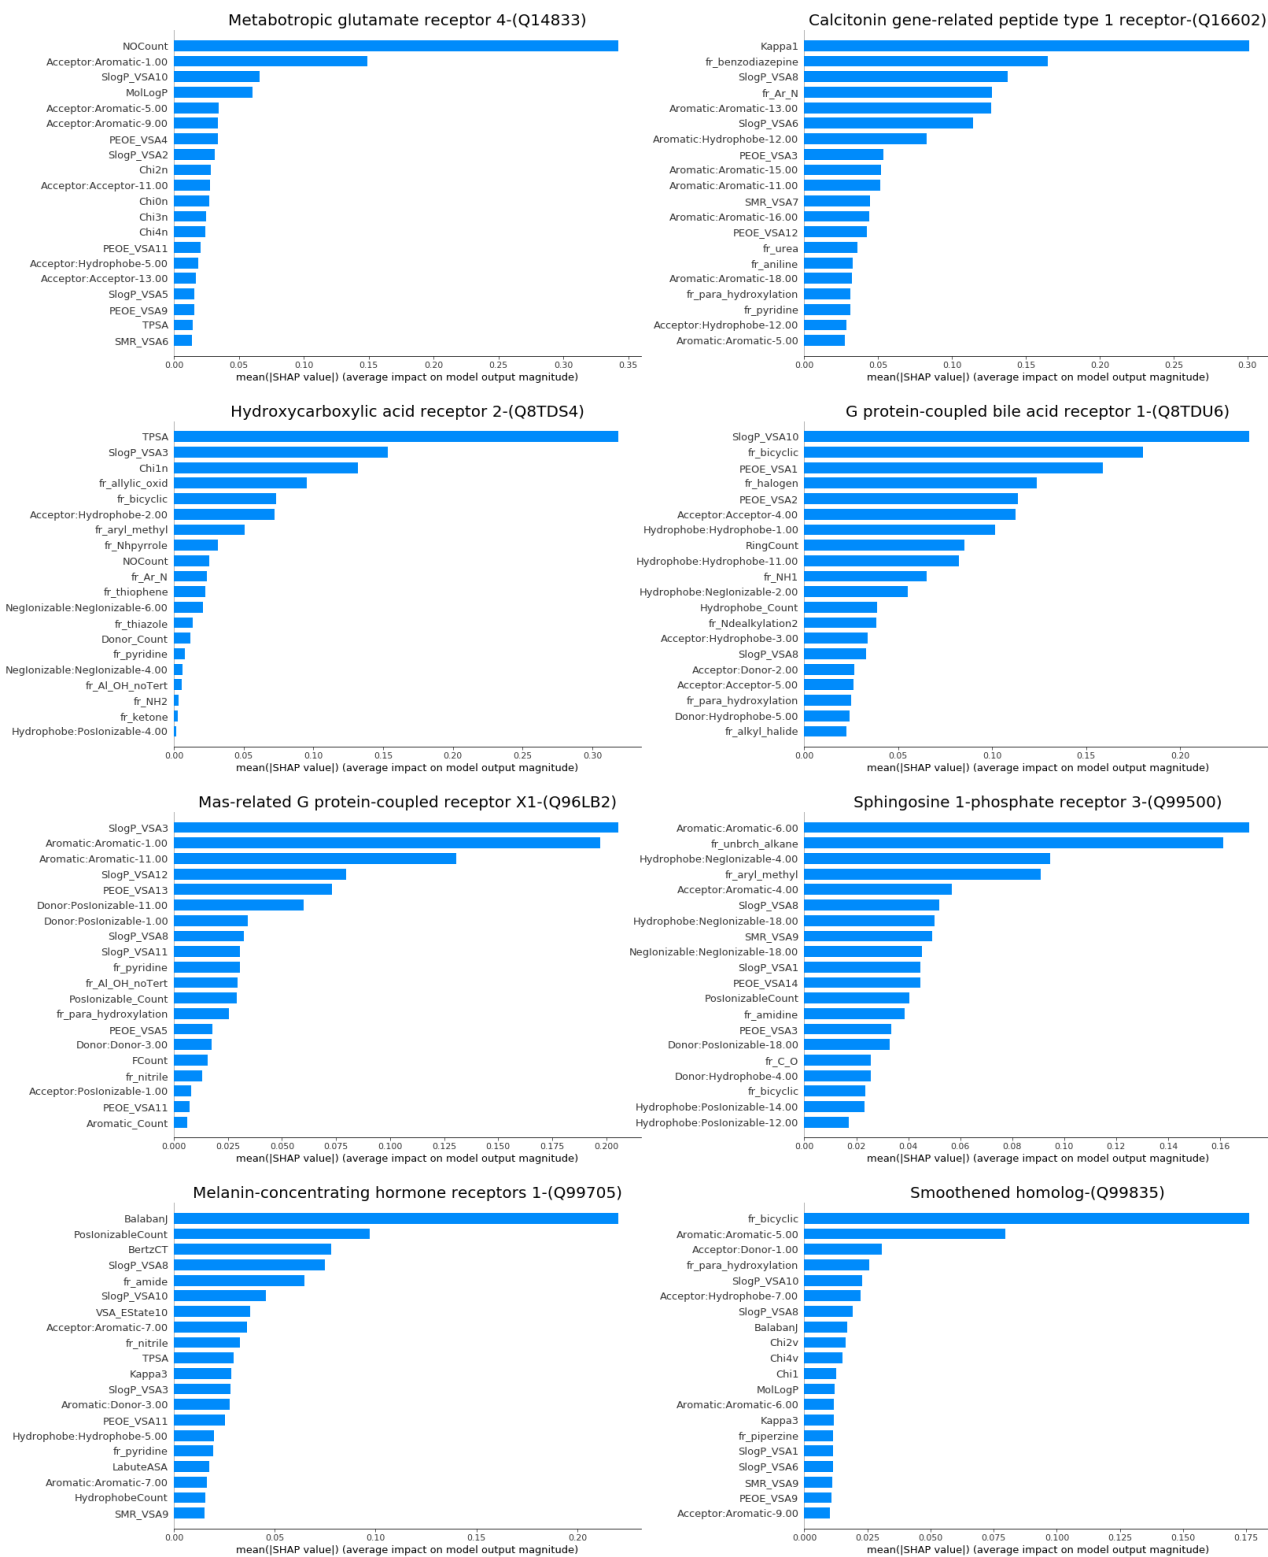 Metabotropic glutamate receptor 4-(Q14833)
NOCount
Acceptor:Aromatic-1.00
SlogP_VSA10
MolLogP
Acceptor:Aromatic-5.00
Acceptor:Aromatic-9.00
PEOE_VSA4
SlogP_VSA2
Chi2n
Acceptor:Acceptor-11.00
Chi0n
Chi3n
Chi4n
PEOE_VSA11
Acceptor:Hydrophobe-5.00
Acceptor:Acceptor-13.00
SlogP_VSA5
PEOE_VSA9
TPSA
SMR_VSA6
0.00 0.05 0.10 0.15 0.20 0.25 0.30 0.35
mean(|SHAP value|) (average impact on model output magnitude)
Calcitonin gene-related peptide type 1 receptor-(Q16602)
Kappa1
fr_benzodiazepine
SlogP_VSA8
fr_Ar_N
Aromatic:Aromatic-13.00
SlogP_VSA6
Aromatic:Hydrophobe-12.00
PEOE_VSA3
Aromatic:Aromatic-15.00
Aromatic:Aromatic-11.00
SMR_VSA7
Aromatic:Aromatic-16.00
PEOE_VSA12
fr_urea
fr_aniline
Aromatic:Aromatic-18.00
fr_para_hydroxylation
fr_pyridine
Acceptor:Hydrophobe-12.00
Aromatic:Aromatic-5.00
0.00 0.05 0.10 0.15 0.20 0.25 0.30
mean(|SHAP value|) (average impact on model output magnitude)
Hydroxycarboxylic acid receptor 2-(Q8TDS4)
TPSA
SlogP_VSA3
Chi1n
fr_allylic_oxid
fr_bicyclic
Acceptor:Hydrophobe-2.00
fr_aryl_methyl
fr_Nhpyrrole
NOCount
fr_Ar_N
fr_thiophene
NegIonizable:NegIonizable-6.00
fr_thiazole
Donor_Count
fr_pyridine
NegIonizable:NegIonizable-4.00
fr_Al_OH_noTert
fr_NH2
fr_ketone
Hydrophobe:PosIonizable-4.00
0.00 0.05 0.10 0.15 0.20 0.25 0.30
mean(|SHAP value|) (average impact on model output magnitude)
G protein-coupled bile acid receptor 1-(Q8TDU6)
SlogP_VSA10
fr_bicyclic
PEOE_VSA1
fr_halogen
PEOE_VSA2
Acceptor:Acceptor-4.00
Hydrophobe:Hydrophobe-1.00
RingCount
Hydrophobe:Hydrophobe-11.00
fr_NH1
Hydrophobe:NegIonizable-2.00
Hydrophobe_Count
fr_Ndealkylation2
Acceptor:Hydrophobe-3.00
SlogP_VSA8
Acceptor:Donor-2.00
Acceptor:Acceptor-5.00
fr_para_hydroxylation
Donor:Hydrophobe-5.00
fr_alkyl_halide
0.00 0.05 0.10 0.15 0.20
mean(|SHAP value|) (average impact on model output magnitude)
Mas-related G protein-coupled receptor X1-(Q96LB2)
SlogP_VSA3
Aromatic:Aromatic-1.00
Aromatic:Aromatic-11.00
SlogP_VSA12
PEOE_VSA13
Donor:PosIonizable-11.00
Donor:PosIonizable-1.00
SlogP_VSA8
SlogP_VSA11
fr_pyridine
fr_Al_OH_noTert
PosIonizable_Count
fr_para_hydroxylation
PEOE_VSA5
Donor:Donor-3.00
FCount
fr_nitrile
Acceptor:PosIonizable-1.00
PEOE_VSA11
Aromatic_Count
0.000 0.025 0.050 0.075 0.100 0.125 0.150 0.175 0.200
mean(|SHAP value|) (average impact on model output magnitude)
Sphingosine 1-phosphate receptor 3-(Q99500)
Aromatic:Aromatic-6.00
fr_unbrch_alkane
Hydrophobe:NegIonizable-4.00
fr_aryl_methyl
Acceptor:Aromatic-4.00
SlogP_VSA8
Hydrophobe:NegIonizable-18.00
SMR_VSA9
NegIonizable:NegIonizable-18.00
SlogP_VSA1
PEOE_VSA14
PosIonizableCount
fr_amidine
PEOE_VSA3
Donor:PosIonizable-18.00
fr_C_O
Donor:Hydrophobe-4.00
fr_bicyclic
Hydrophobe:PosIonizable-14.00
Hydrophobe:PosIonizable-12.00
0.00 0.02 0.04 0.06 0.08 0.10 0.12 0.14 0.16
mean(|SHAP value|) (average impact on model output magnitude)
Melanin-concentrating hormone receptors 1-(Q99705)
BalabanJ
PosIonizableCount
BertzCT
SlogP_VSA8
fr_amide
SlogP_VSA10
VSA_EState10
Acceptor:Aromatic-7.00
fr_nitrile
TPSA
Kappa3
SlogP_VSA3
Aromatic:Donor-3.00
PEOE_VSA11
Hydrophobe:Hydrophobe-5.00
fr_pyridine
LabuteASA
Aromatic:Aromatic-7.00
HydrophobeCount
SMR_VSA9
0.00 0.05 0.10 0.15 0.20
mean(|SHAP value|) (average impact on model output magnitude)
Smoothened homolog-(Q99835)
fr_bicyclic
Aromatic:Aromatic-5.00
Acceptor:Donor-1.00
fr_para_hydroxylation
SlogP_VSA10
Acceptor:Hydrophobe-7.00
SlogP_VSA8
BalabanJ
Chi2v
Chi4v
Chi1
MolLogP
Aromatic:Aromatic-6.00
Kappa3
fr_piperzine
SlogP_VSA1
SlogP_VSA6
SMR_VSA9
PEOE_VSA9
Acceptor:Aromatic-9.00
0.000 0.025 0.050 0.075 0.100 0.125 0.150 0.175
mean(|SHAP value|) (average impact on model output magnitude)